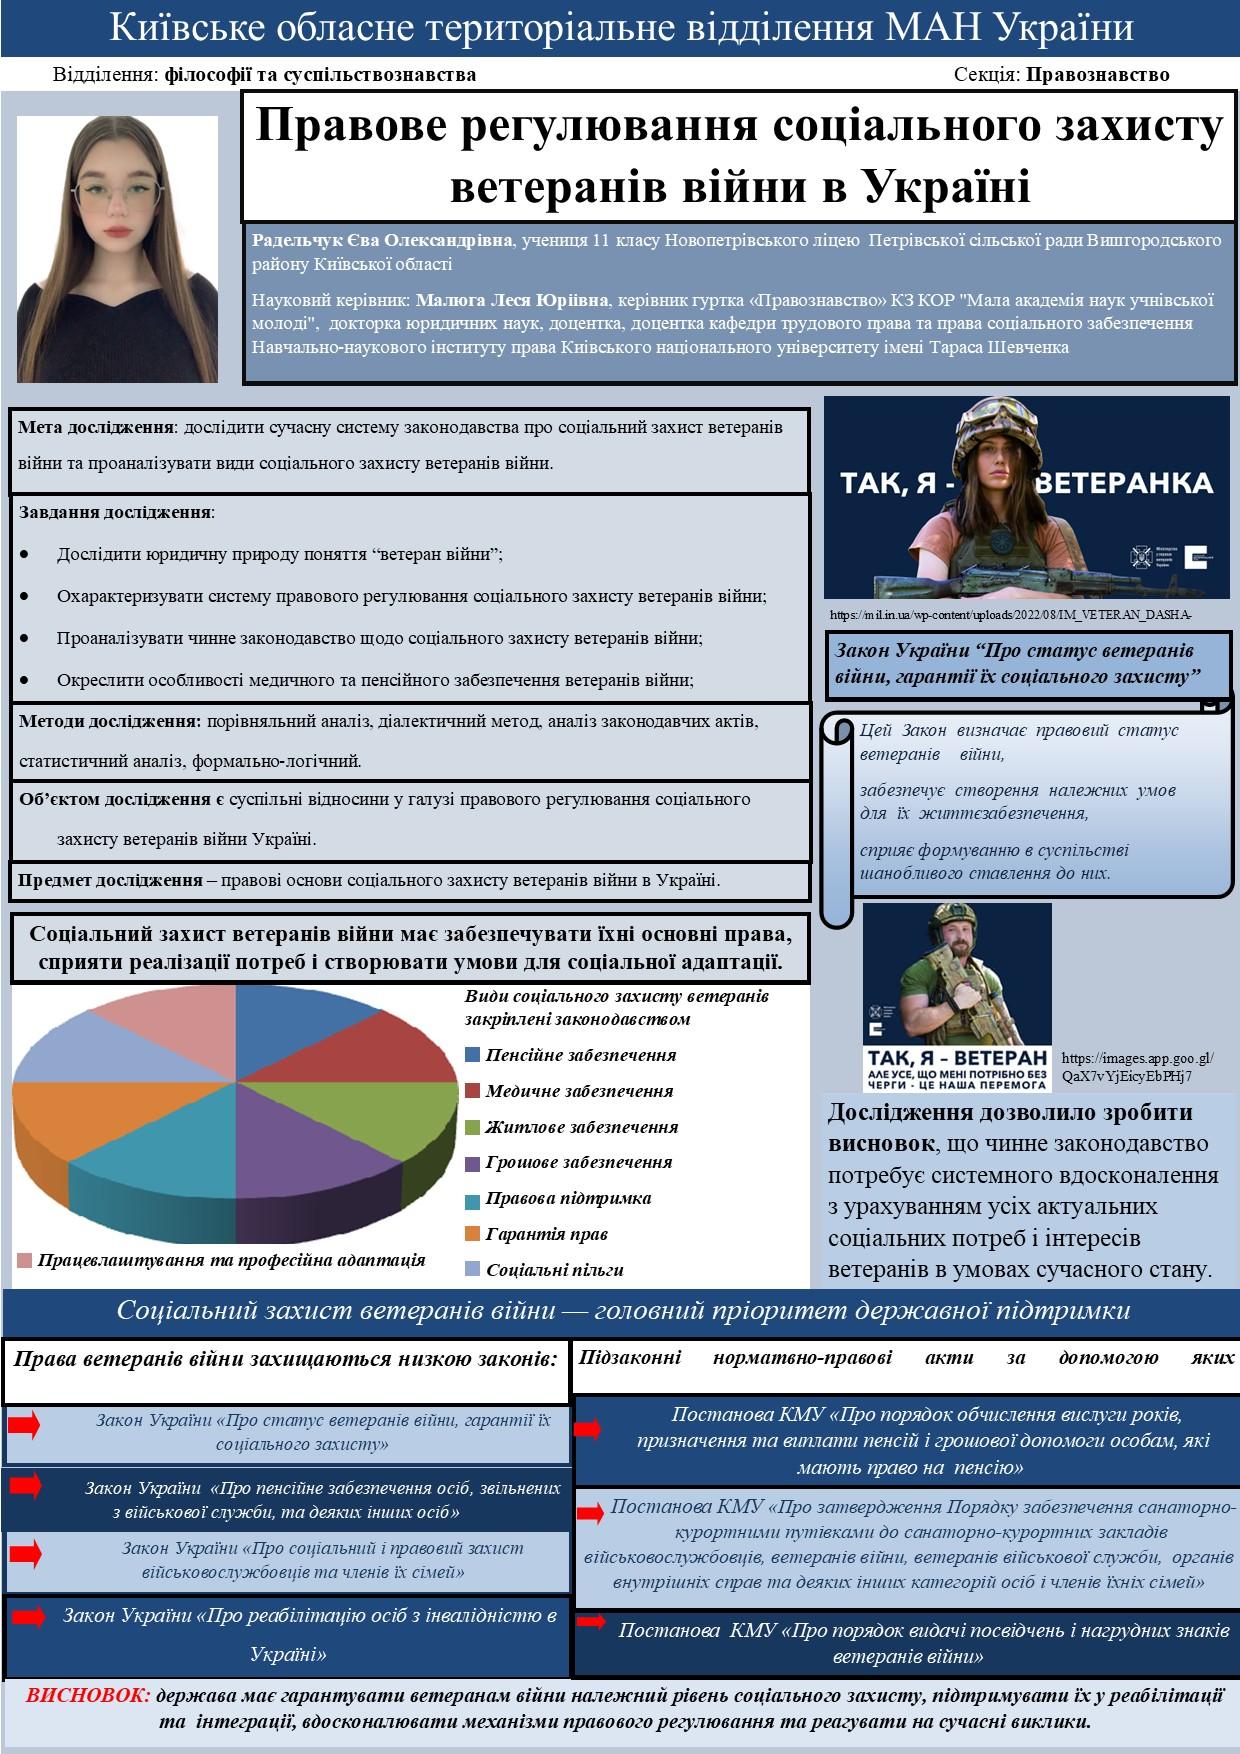 Київське обласне територіальне відділення МАН України
Відділення: філософії та суспільствознавства
Секція: Правознавство
Правове регулювання соціального захисту
ветеранів війни в Україні
Радельчук Єва Олександрівна, учениця 11 класу Новопетрівського ліцею Петрівської сільської ради Вишгородського
району Київської області
Науковий керівник: Малюга Леся Юріївна, керівник гуртка «Правознавство» КЗ КОР "Мала академія наук учнівської
молоді", докторка юридичних наук, доцентка, доцентка кафедри трудового права та права соціального забезпечення
Навчально-наукового інституту права Київського національного університету імені Тараса Шевченка
Мета дослідження: дослідити сучасну систему законодавства про соціальний захист ветеранів
війни та проаналізувати види соціального захисту ветеранів війни.
Завдання дослідження:
● Дослідити юридичну природу поняття “ветеран війни”;
● Охарактеризувати систему правового регулювання соціального захисту ветеранів війни;
● Проаналізувати чинне законодавство щодо соціального захисту ветеранів війни;
● Окреслити особливості медичного та пенсійного забезпечення ветеранів війни;
Методи дослідження: порівняльний аналіз, діалектичний метод, аналіз законодавчих актів,
статистичний аналіз, формально-логічний.
Об’єктом дослідження є суспільні відносини у галузі правового регулювання соціального
захисту ветеранів війни Україні.
Предмет дослідження – правові основи соціального захисту ветеранів війни в Україні.
ТАК, Я - ВЕТЕРАНКА
https://mil.in.ua/wp-content/uploads/2022/08/IM_VETERAN_DASHA-
Закон України “Про статус ветеранів
війни, гарантії їх соціального захисту”
Цей Закон визначає правовий статус
ветеранів війни,
забезпечує створення належних умов
для їх життєзабезпечення,
сприяє формуванню в суспільстві
шанобливого ставлення до них.
Соціальний захист ветеранів війни має забезпечувати їхні основні права,
сприяти реалізації потреб і створювати умови для соціальної адаптації.
Види соціального захисту ветеранів
закріплені законодавством
Пенсійне забезпечення
Медичне забезпечення
Житлове забезпечення
Грошове забезпечення
Правова підтримка
Гарантія прав
Соціальні пільги
Працевлаштування та професійна адаптація
ТАК, Я – ВЕТЕРАН
АЛЕ УСЕ, ЩО МЕНІ ПОТРІБНО БЕЗ
ЧЕРГИ - ЦЕ НАША ПЕРЕМОГА
https://images.app.goo.gl/
QaX7vYjEicyEbPHj7
Дослідження дозволило зробити
висновок, що чинне законодавство
потребує системного вдосконалення
з урахуванням усіх актуальних
соціальних потреб і інтересів
ветеранів в умовах сучасного стану.
Соціальний захист ветеранів війни — головний пріоритет державної підтримки
Права ветеранів війни захищаються низкою законів:
Закон України «Про статус ветеранів війни, гарантії їх
соціального захисту»
Закон України «Про пенсійне забезпечення осіб, звільнених
з військової служби, та деяких інших осіб»
Закон України «Про соціальний і правовий захист
військовослужбовців та членів їх сімей»
Закон України «Про реабілітацію осіб з інвалідністю в
Україні»
Підзаконні норматвно-правові акти за допомогою яких
Постанова КМУ «Про порядок обчислення вислуги років,
призначення та виплати пенсій і грошової допомоги особам, які
мають право на пенсію»
Постанова КМУ «Про затвердження Порядку забезпечення санаторно-
курортними путівками до санаторно-курортних закладів
військовослужбовців, ветеранів війни, ветеранів військової служби, органів
внутрішніх справ та деяких інших категорій осіб і членів їхніх сімей»
Постанова КМУ «Про порядок видачі посвідчень і нагрудних знаків
ветеранів війни»
ВИСНОВОК: держава має гарантувати ветеранам війни належний рівень соціального захисту, підтримувати їх у реабілітації
та інтеграції, вдосконалювати механізми правового регулювання та реагувати на сучасні виклики.